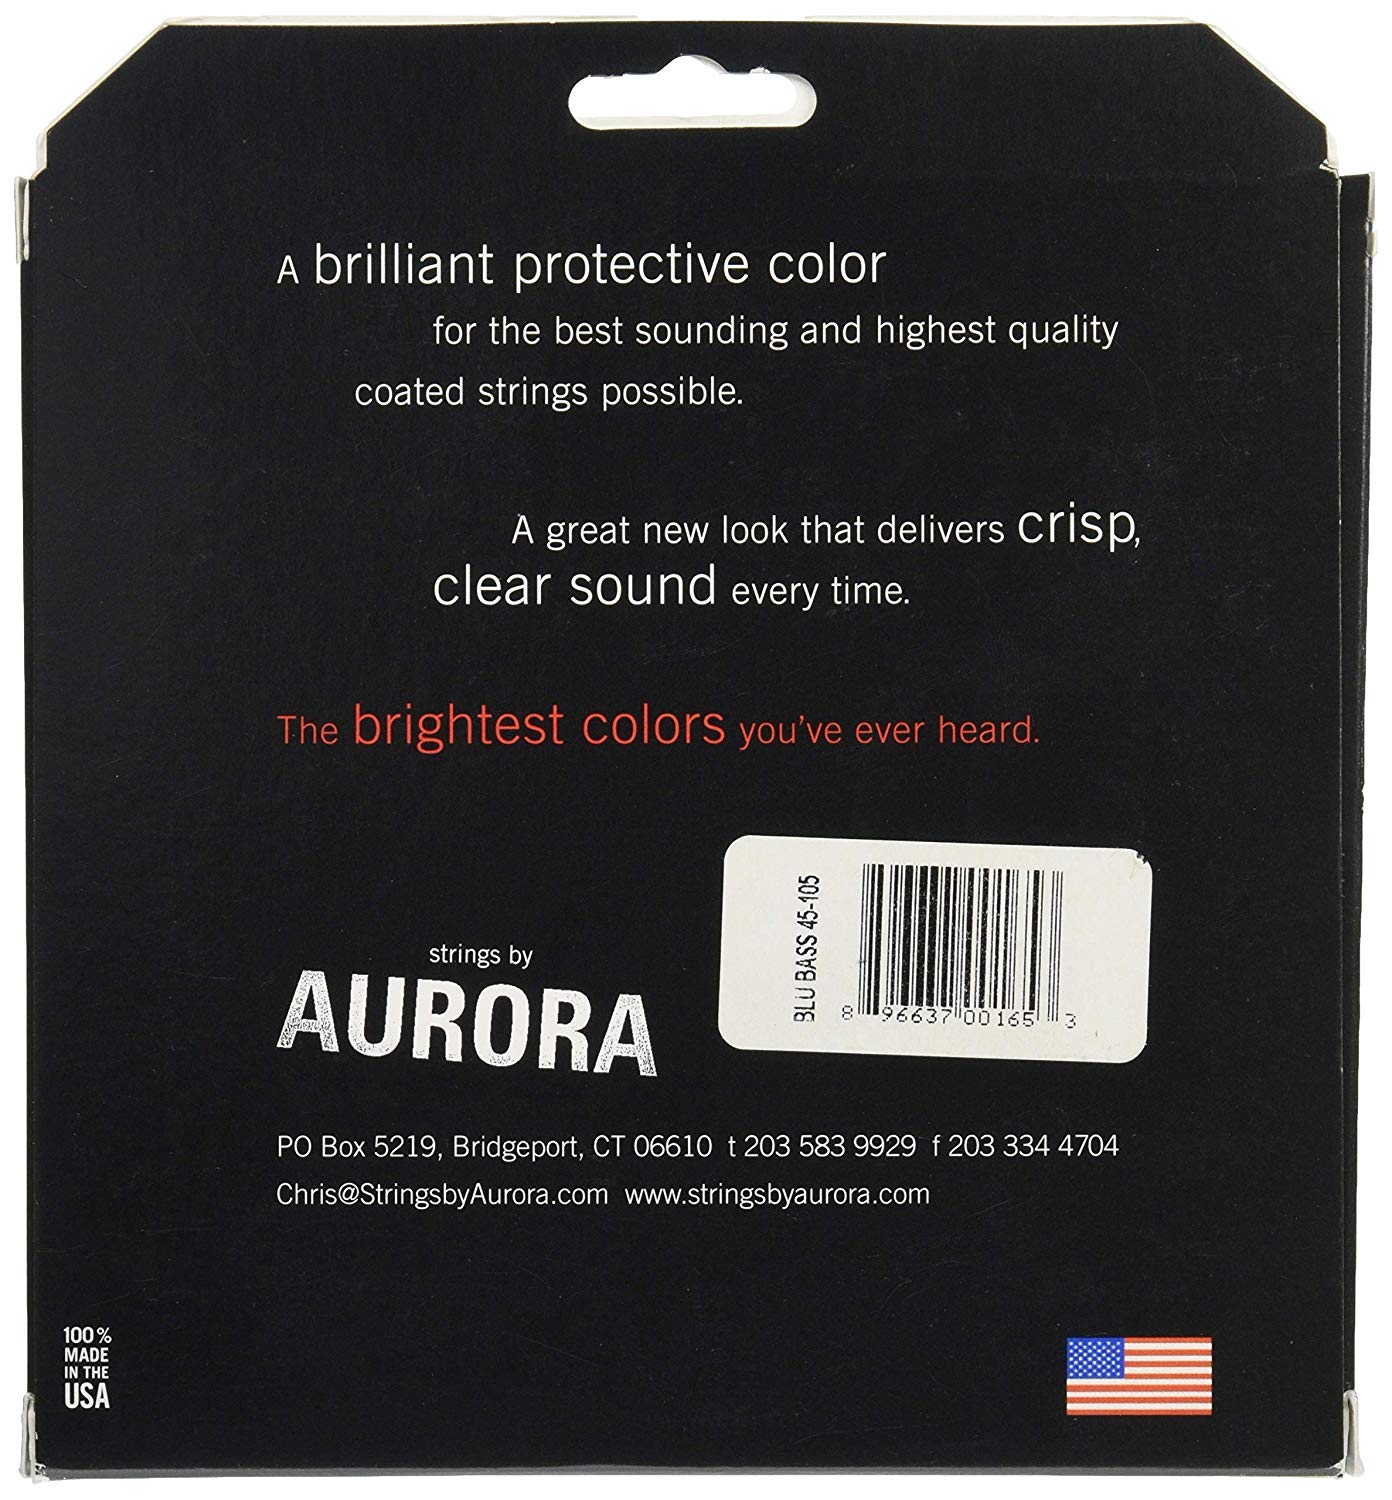 A brilliant protective color
for the best sounding and highest quality
coated strings possible.
A great new look that delivers crisp,
clear sound every time.
The brightest colors you've ever heard.
BLU BASS 45-105
8 96637 00165 3
strings by
AURORA
PO Box 5219, Bridgeport, CT 06610 t 203 583 9929 f 203 334 4704
Chris@StringsbyAurora.com www.stringsbyaurora.com
100%
MADE
IN THE
USA